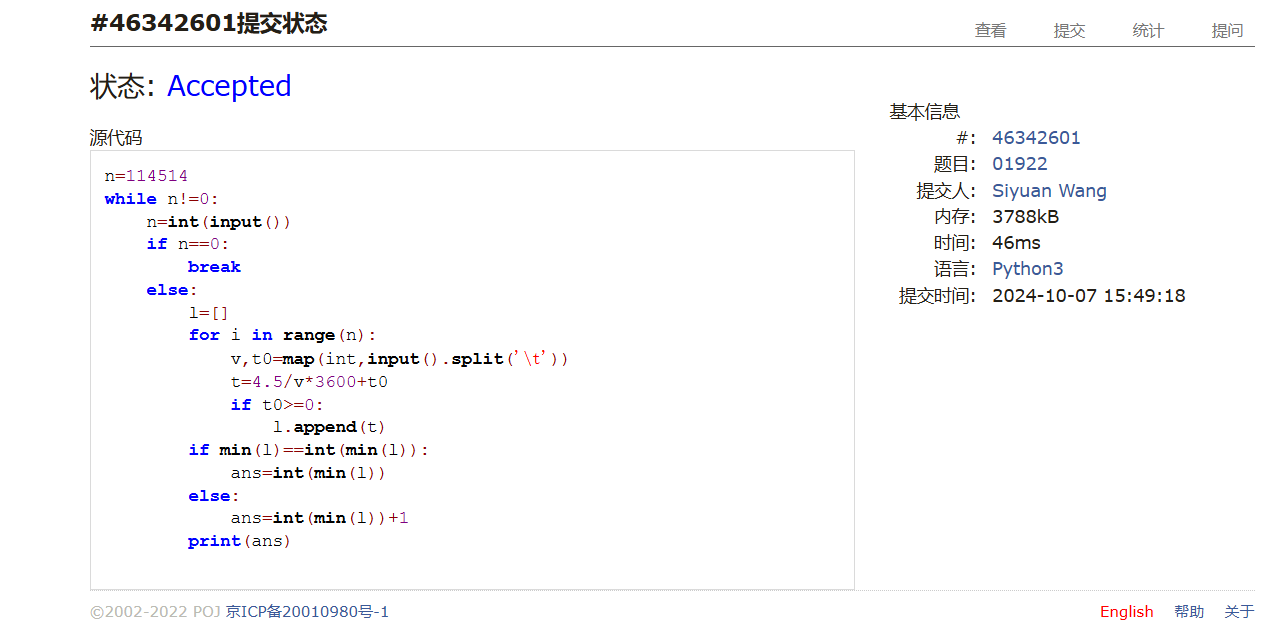 #46342601提交状态
查看 提交 统计 提问
状态: Accepted
源代码
n=114514
while n!=0:
    n=int(input())
    if n==0:
        break
    else:
        l=[]
        for i in range(n):
            v,t0=map(int,input().split('\t'))
            t=4.5/v*3600+t0
            if t0>=0:
                l.append(t)
        if min(l)==int(min(l)):
            ans=int(min(l))
        else:
            ans=int(min(l))+1
        print(ans)
基本信息
#: 46342601
题目: 01922
提交人: Siyuan Wang
内存: 3788kB
时间: 46ms
语言: Python3
提交时间: 2024-10-07 15:49:18
©2002-2022 POJ 京ICP备20010980号-1
English 帮助 关于